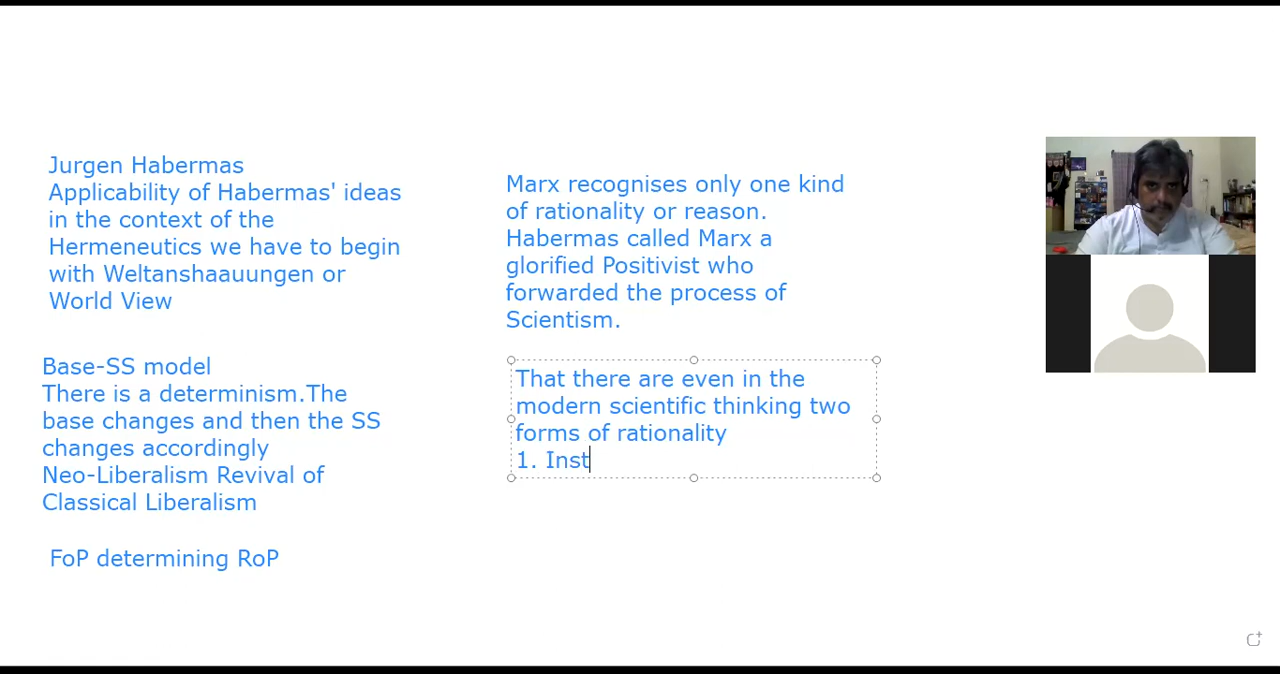 Jurgen Habermas
Applicability of Habermas' ideas
in the context of the
Hermeneutics we have to begin
with Weltanshaauungen or
World View
Base-SS model
There is a determinism.The
base changes and then the SS
changes accordingly
Neo-Liberalism Revival of
Classical Liberalism
FoP determining RoP
Marx recognises only one kind
of rationality or reason.
Habermas called Marx a
glorified Positivist who
forwarded the process of
Scientism.
That there are even in the
modern scientific thinking two
forms of rationality
1. Inst